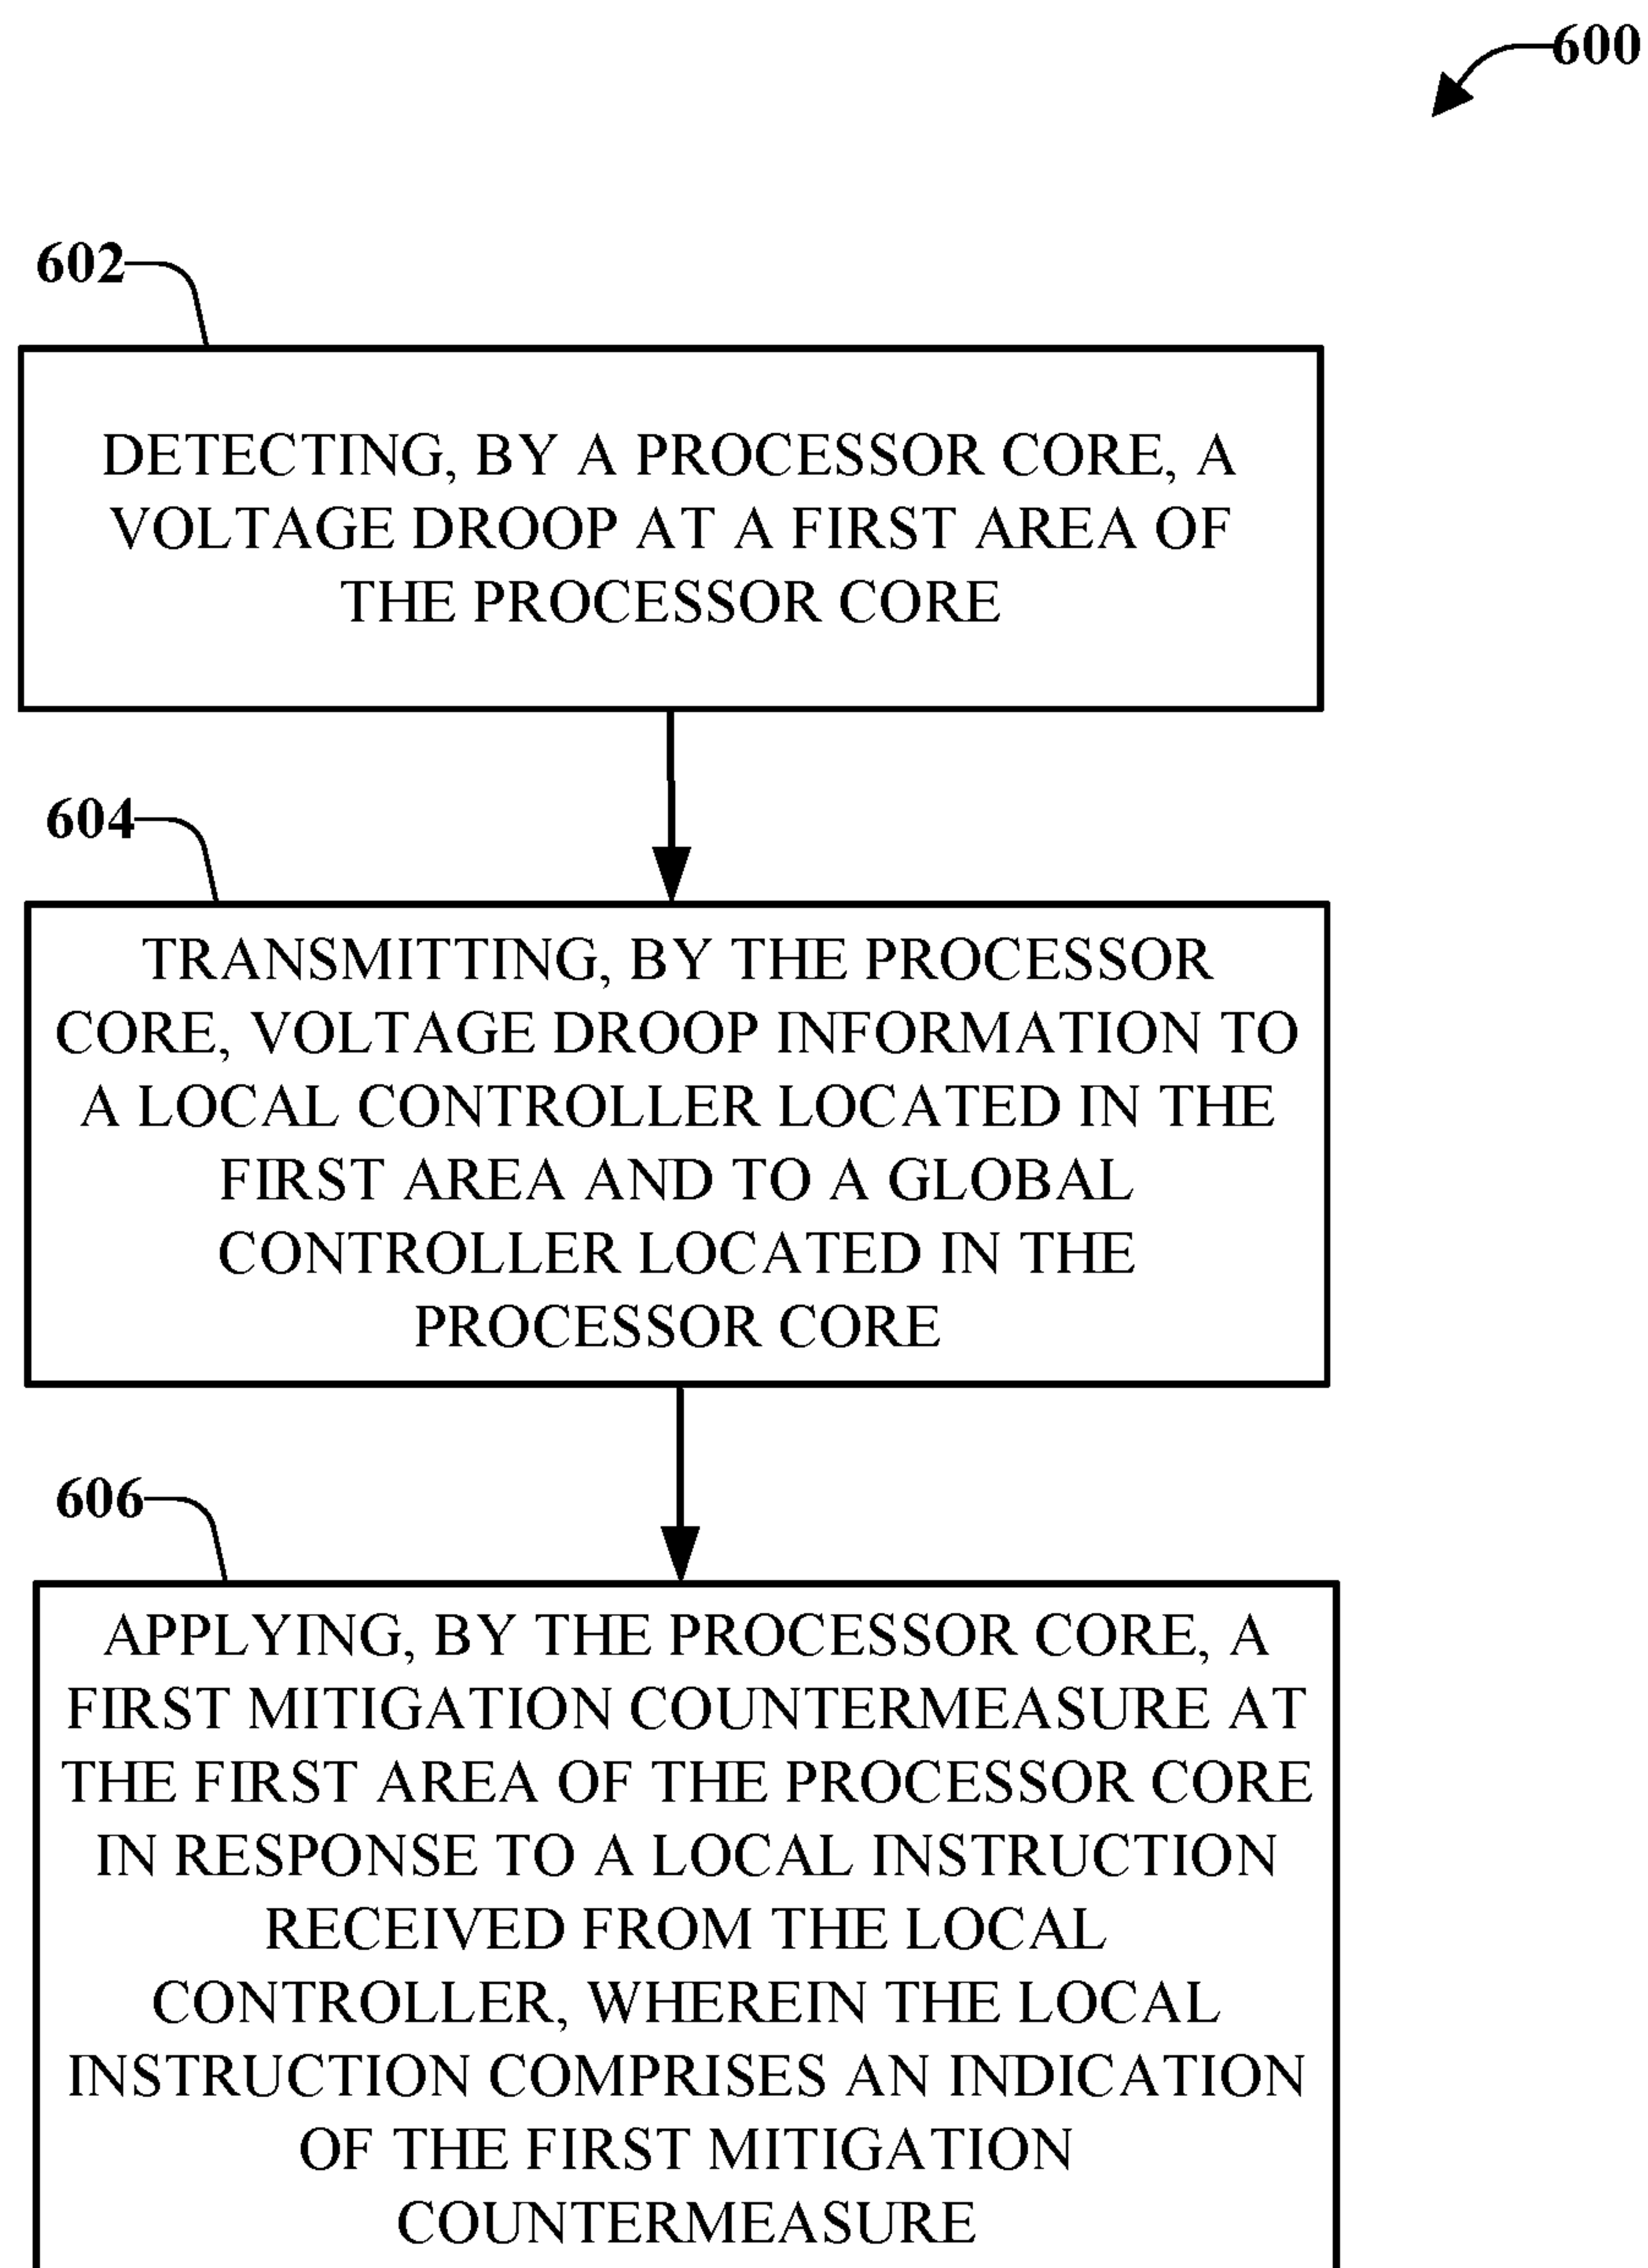 600
602
DETECTING, BY A PROCESSOR CORE, A
VOLTAGE DROOP AT A FIRST AREA OF
THE PROCESSOR CORE
604
TRANSMITTING, BY THE PROCESSOR
CORE, VOLTAGE DROOP INFORMATION TO
A LOCAL CONTROLLER LOCATED IN THE
FIRST AREA AND TO A GLOBAL
CONTROLLER LOCATED IN THE
PROCESSOR CORE
606
APPLYING, BY THE PROCESSOR CORE, A
FIRST MITIGATION COUNTERMEASURE AT
THE FIRST AREA OF THE PROCESSOR CORE
IN RESPONSE TO A LOCAL INSTRUCTION
RECEIVED FROM THE LOCAL
CONTROLLER, WHEREIN THE LOCAL
INSTRUCTION COMPRISES AN INDICATION
OF THE FIRST MITIGATION
COUNTERMEASURE